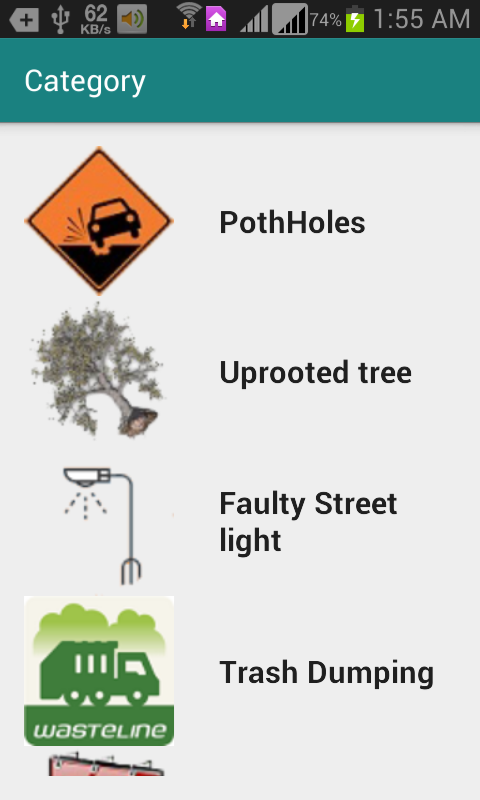 62
KB/s
74%
1:55 AM
Category
PothHoles
Uprooted tree
Faulty Street
light
Trash Dumping
WASTELINE